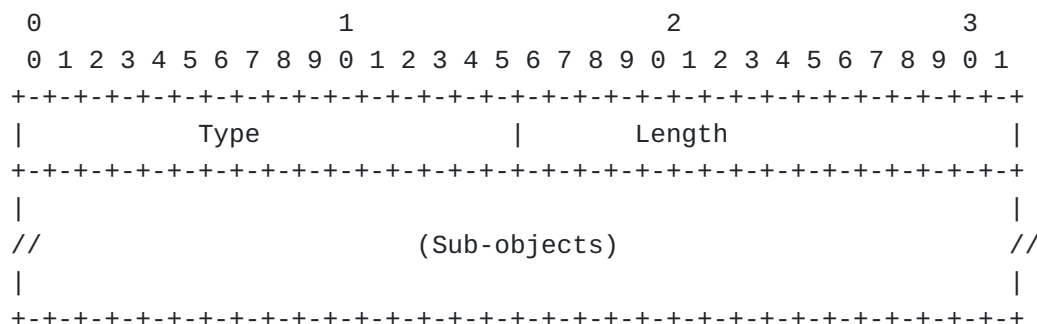 0                   1                   2                   3
 0 1 2 3 4 5 6 7 8 9 0 1 2 3 4 5 6 7 8 9 0 1 2 3 4 5 6 7 8 9 0 1
+-+-+-+-+-+-+-+-+-+-+-+-+-+-+-+-+-+-+-+-+-+-+-+-+-+-+-+-+-+-+-+-+
|           Type                |       Length                  |
+-+-+-+-+-+-+-+-+-+-+-+-+-+-+-+-+-+-+-+-+-+-+-+-+-+-+-+-+-+-+-+-+
|                                                               |
//                        (Sub-objects)                         //
|                                                               |
+-+-+-+-+-+-+-+-+-+-+-+-+-+-+-+-+-+-+-+-+-+-+-+-+-+-+-+-+-+-+-+-+